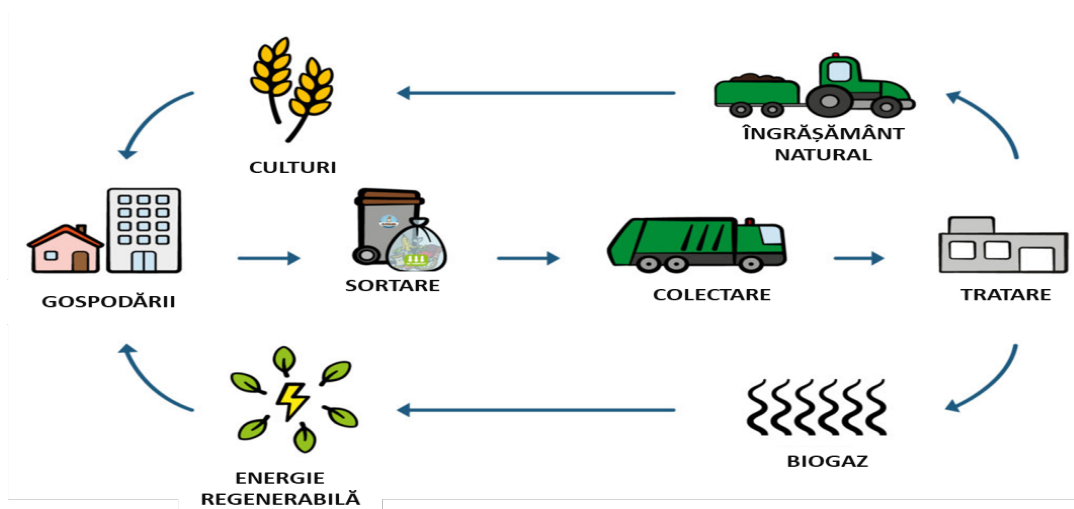 ÎNGRĂȘĂMÂNT
NATURAL
CULTURI
GOSPODĂRII
SORTARE
COLECTARE
TRATARE
ENERGIE
REGENERABILĂ
BIOGAZ